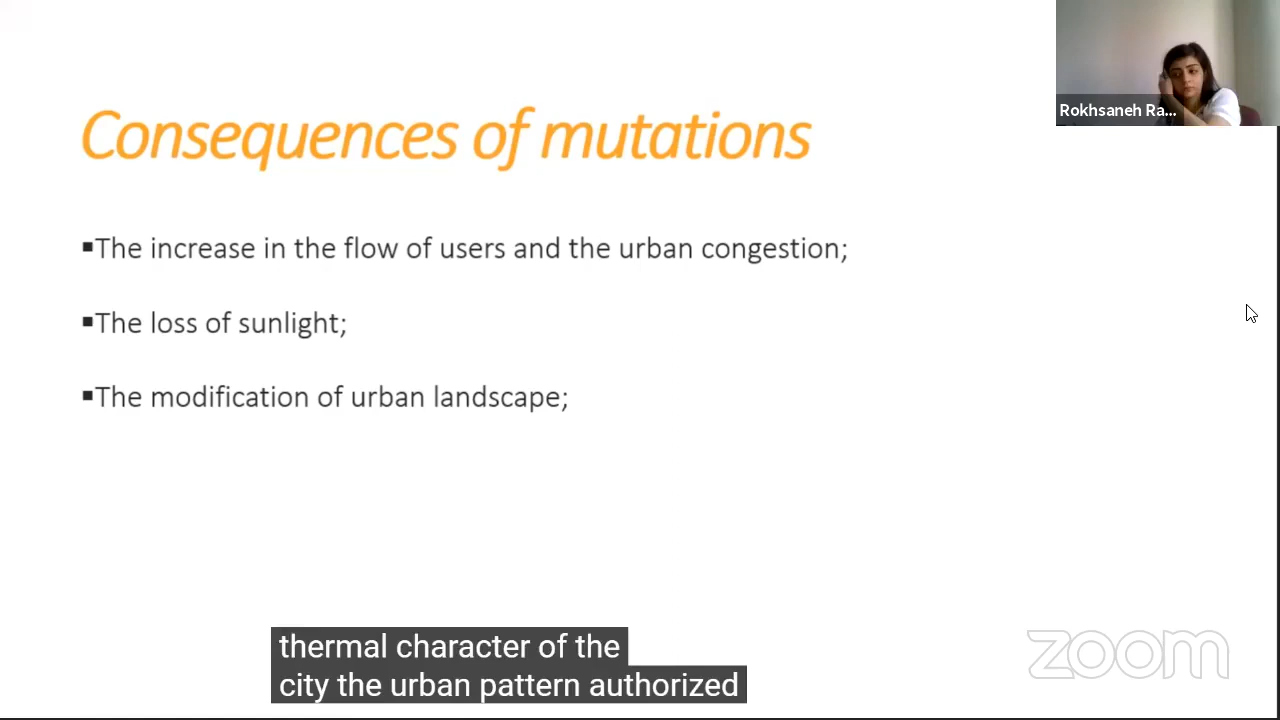 Rokhsaneh Ra...
Consequences of mutations
▪The increase in the flow of users and the urban congestion;
▪The loss of sunlight;
▪The modification of urban landscape;
thermal character of the
city the urban pattern authorized
zoom